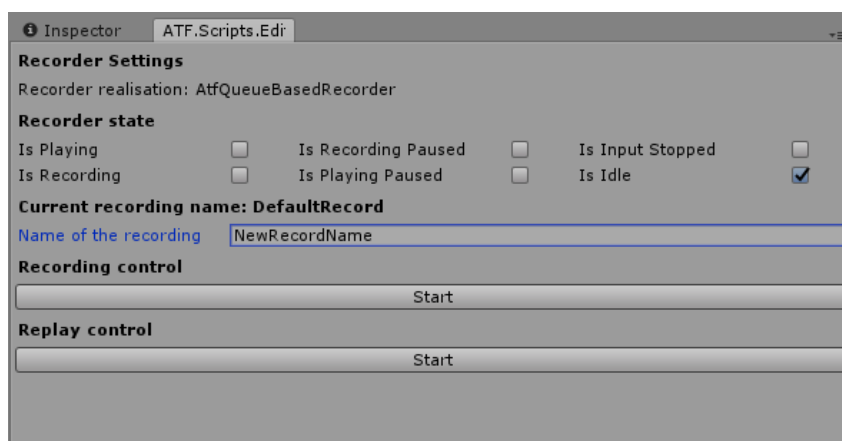 Inspector ATF.Scripts.Edi
Recorder Settings
Recorder realisation: AtfQueueBasedRecorder
Recorder state
Is Playing Is Recording Paused Is Input Stopped
Is Recording Is Playing Paused Is Idle
Current recording name: DefaultRecord
Name of the recording NewRecordName
Recording control
Start
Replay control
Start